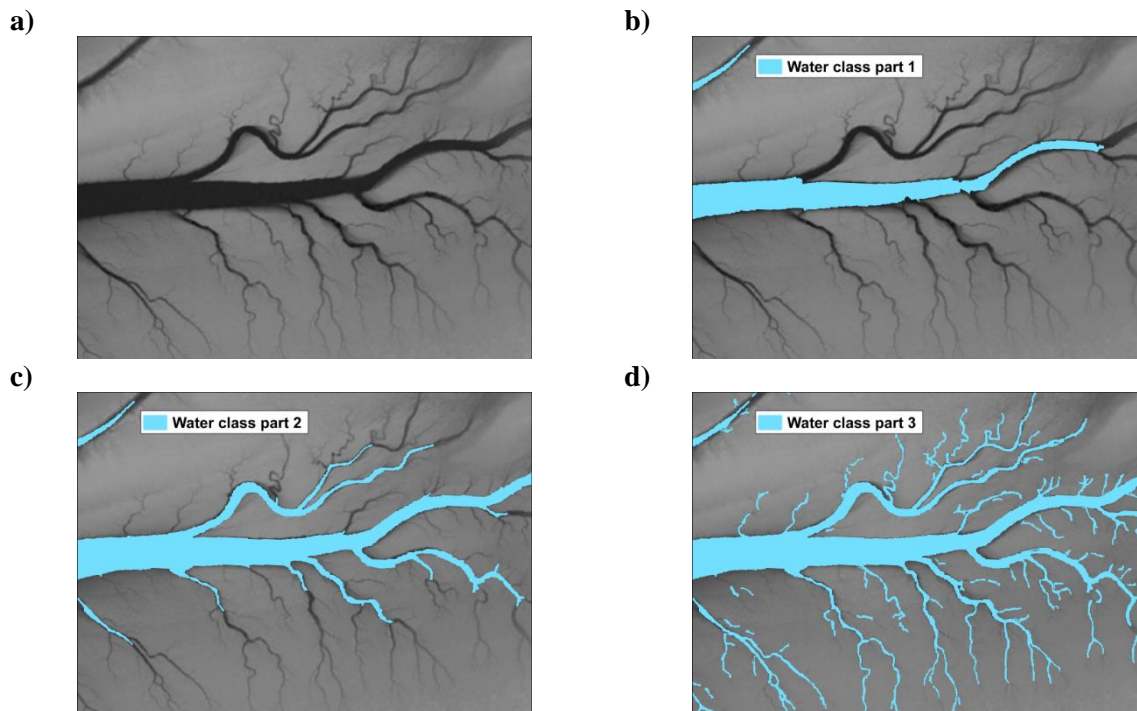 a)
b)
Water class part 1
c)
d)
Water class part 2
Water class part 3